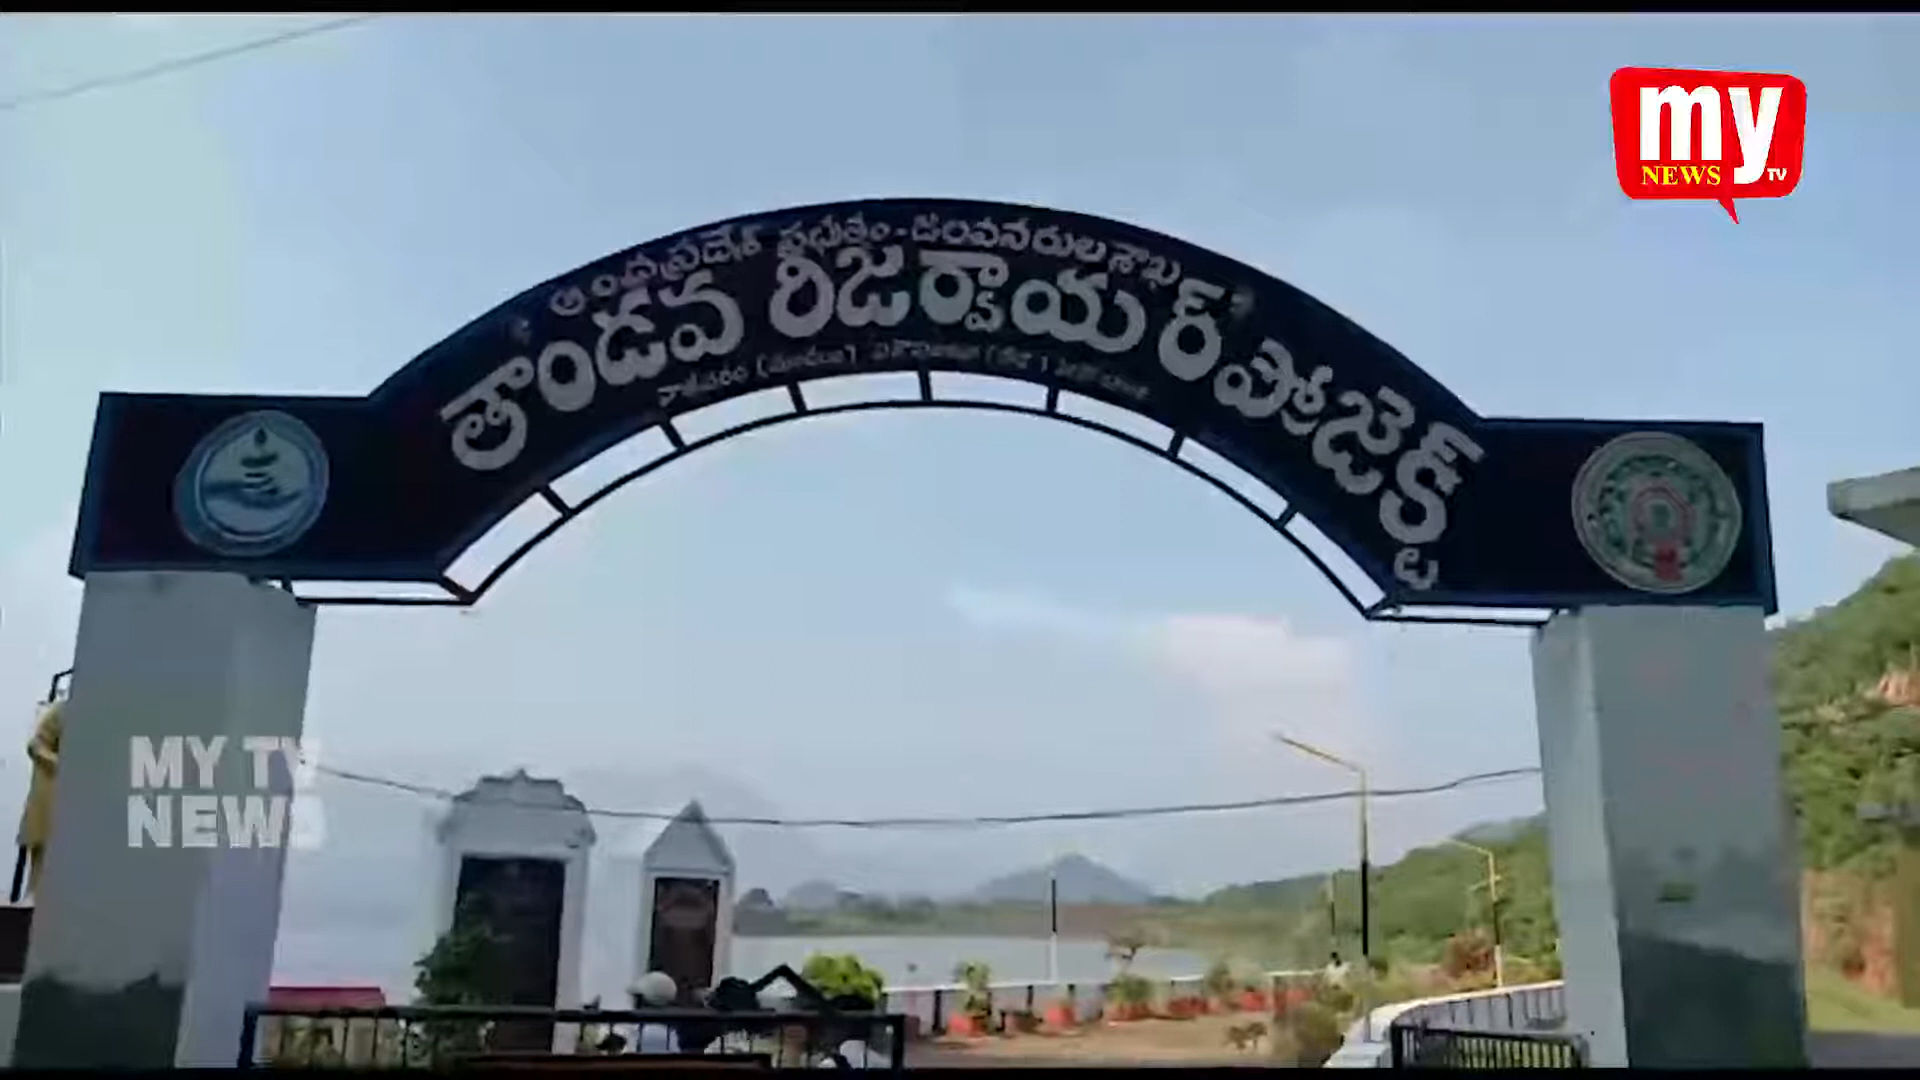 my
NEWS TV
ఆంధ్రప్రదేశ్ ప్రభుత్వం-జలవనరుల శాఖ
తాండవ రిజర్వాయర్ ప్రోజెక్ట్
MY TV
NEWS